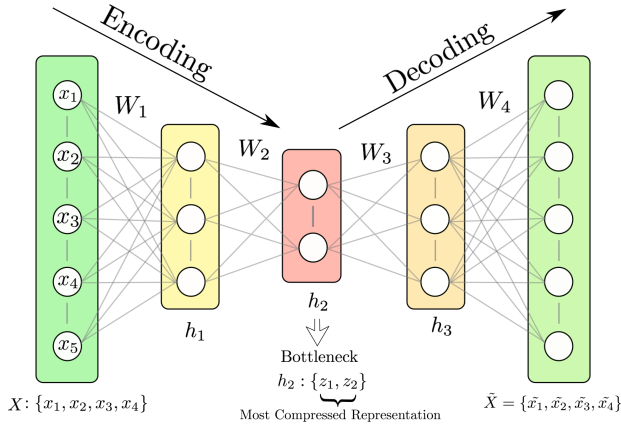 Encoding
Decoding
W₁
W₂
W₃
W₄
x₁
x₂
x₃
x₄
x₅
h₁
h₂
h₃
Bottleneck
h₂ : {z₁, z₂}
Most Compressed Representation
X: {x₁, x₂, x₃, x₄}
X̃ = {x̃₁, x̃₂, x̃₃, x̃₄}